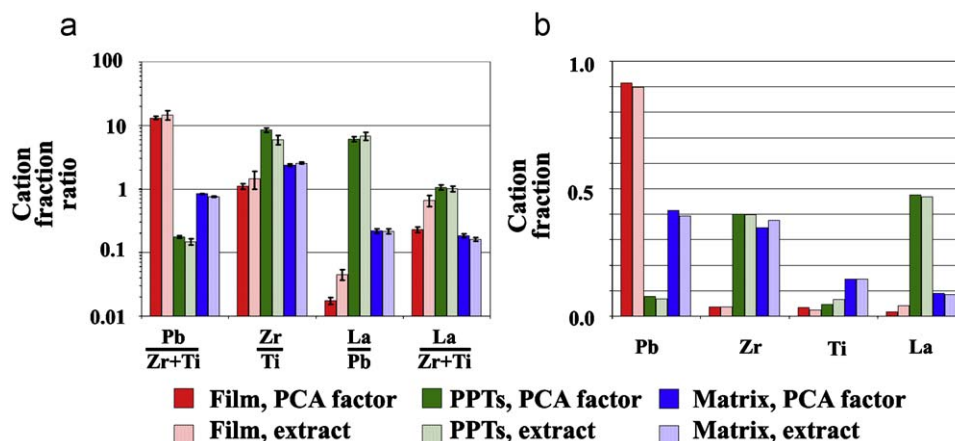 a
b
100
10
1
0.1
0.01
Cation
fraction
ratio
Pb
Zr+Ti
Zr
Ti
La
Pb
La
Zr+Ti
1.0
0.5
0.0
Cation
fraction
Pb
Zr
Ti
La
Film, PCA factor
PPTs, PCA factor
Matrix, PCA factor
Film, extract
PPTs, extract
Matrix, extract